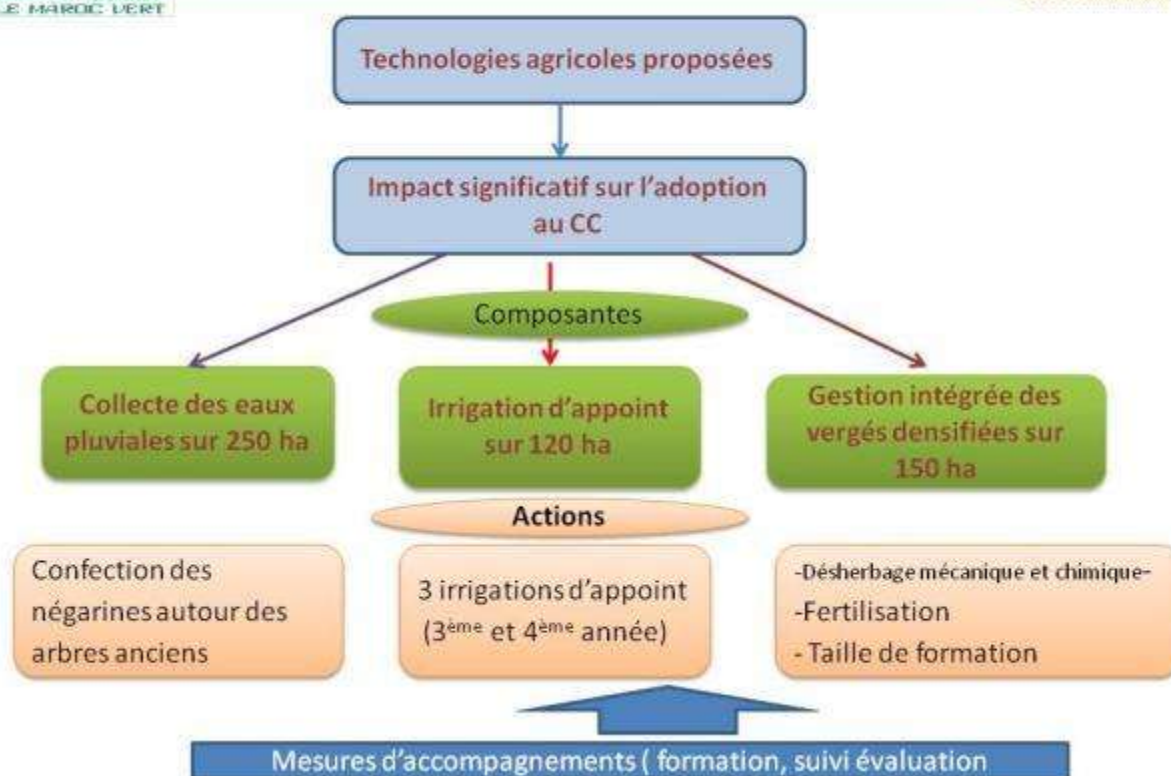 LE MAROC VERT
Technologies agricoles proposées
Impact significatif sur l'adoption
au CC
Composantes
Collecte des eaux
pluviales sur 250 ha
Irrigation d'appoint
sur 120 ha
Gestion intégrée des
vergés densifiées sur
150 ha
Actions
Confection des
négarines autour des
arbres anciens
3 irrigations d'appoint
(3ème et 4ème année)
-Désherbage mécanique et chimique-
-Fertilisation
- Taille de formation
Mesures d'accompagnements ( formation, suivi évaluation